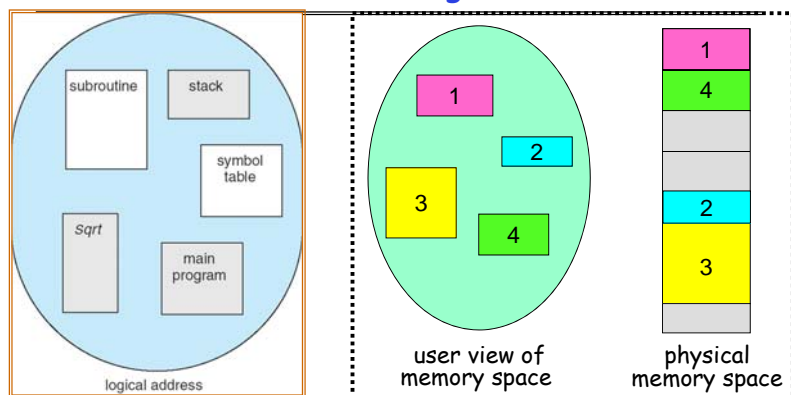 subroutine
stack
symbol
table
Sqrt
main
program
logical address
1
2
3
4
user view of
memory space
1
4
2
3
physical
memory space